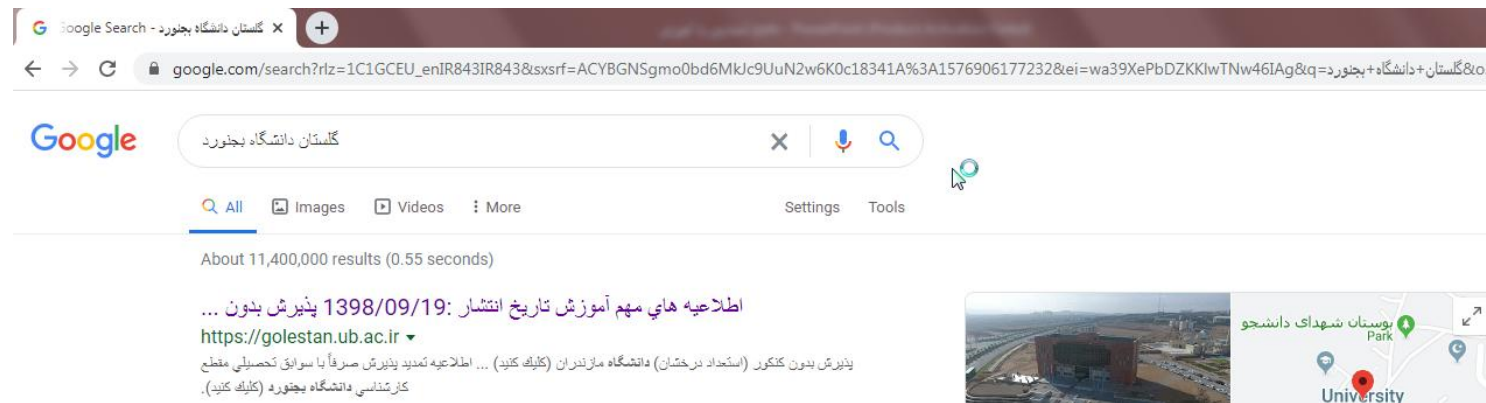 گلستان دانشگاه بجنورد - Google Search
google.com/search?rlz=1C1GCEU_enIR843IR843&sxsrf=ACYBGNSgmo0bd6MkJc9UuN2w6K0c18341A%3A1576906177232&ei=wa39XePbDZKKlwTNw46IAg&q=گلستان+دانشگاه+بجنورد&o
Google
گلستان دانشگاه بجنورد
All Images Videos More Settings Tools
About 11,400,000 results (0.55 seconds)
اطلاعيه هاي مهم آموزش تاريخ انتشار :1398/09/19 پذيرش بدون ...
https://golestan.ub.ac.ir
پذيرش بدون كنكور (استعداد درخشان) دانشگاه مازندران (كليك كنيد) ... اطلاعيه تمديد پذيرش صرفاً با سوابق تحصيلي مقطع
كارشناسي دانشگاه بجنورد (كليك كنيد).
بوستان شهدای دانشجو
Park
University